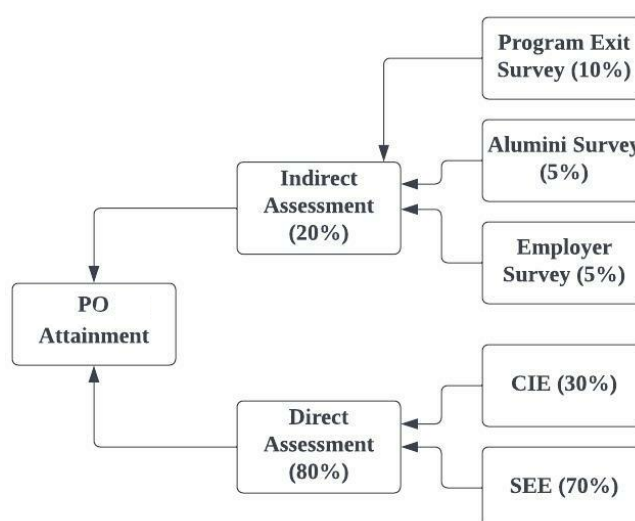 Program Exit
Survey (10%)
Alumini Survey
(5%)
Indirect
Assessment
(20%)
Employer
Survey (5%)
PO
Attainment
CIE (30%)
Direct
Assessment
(80%)
SEE (70%)